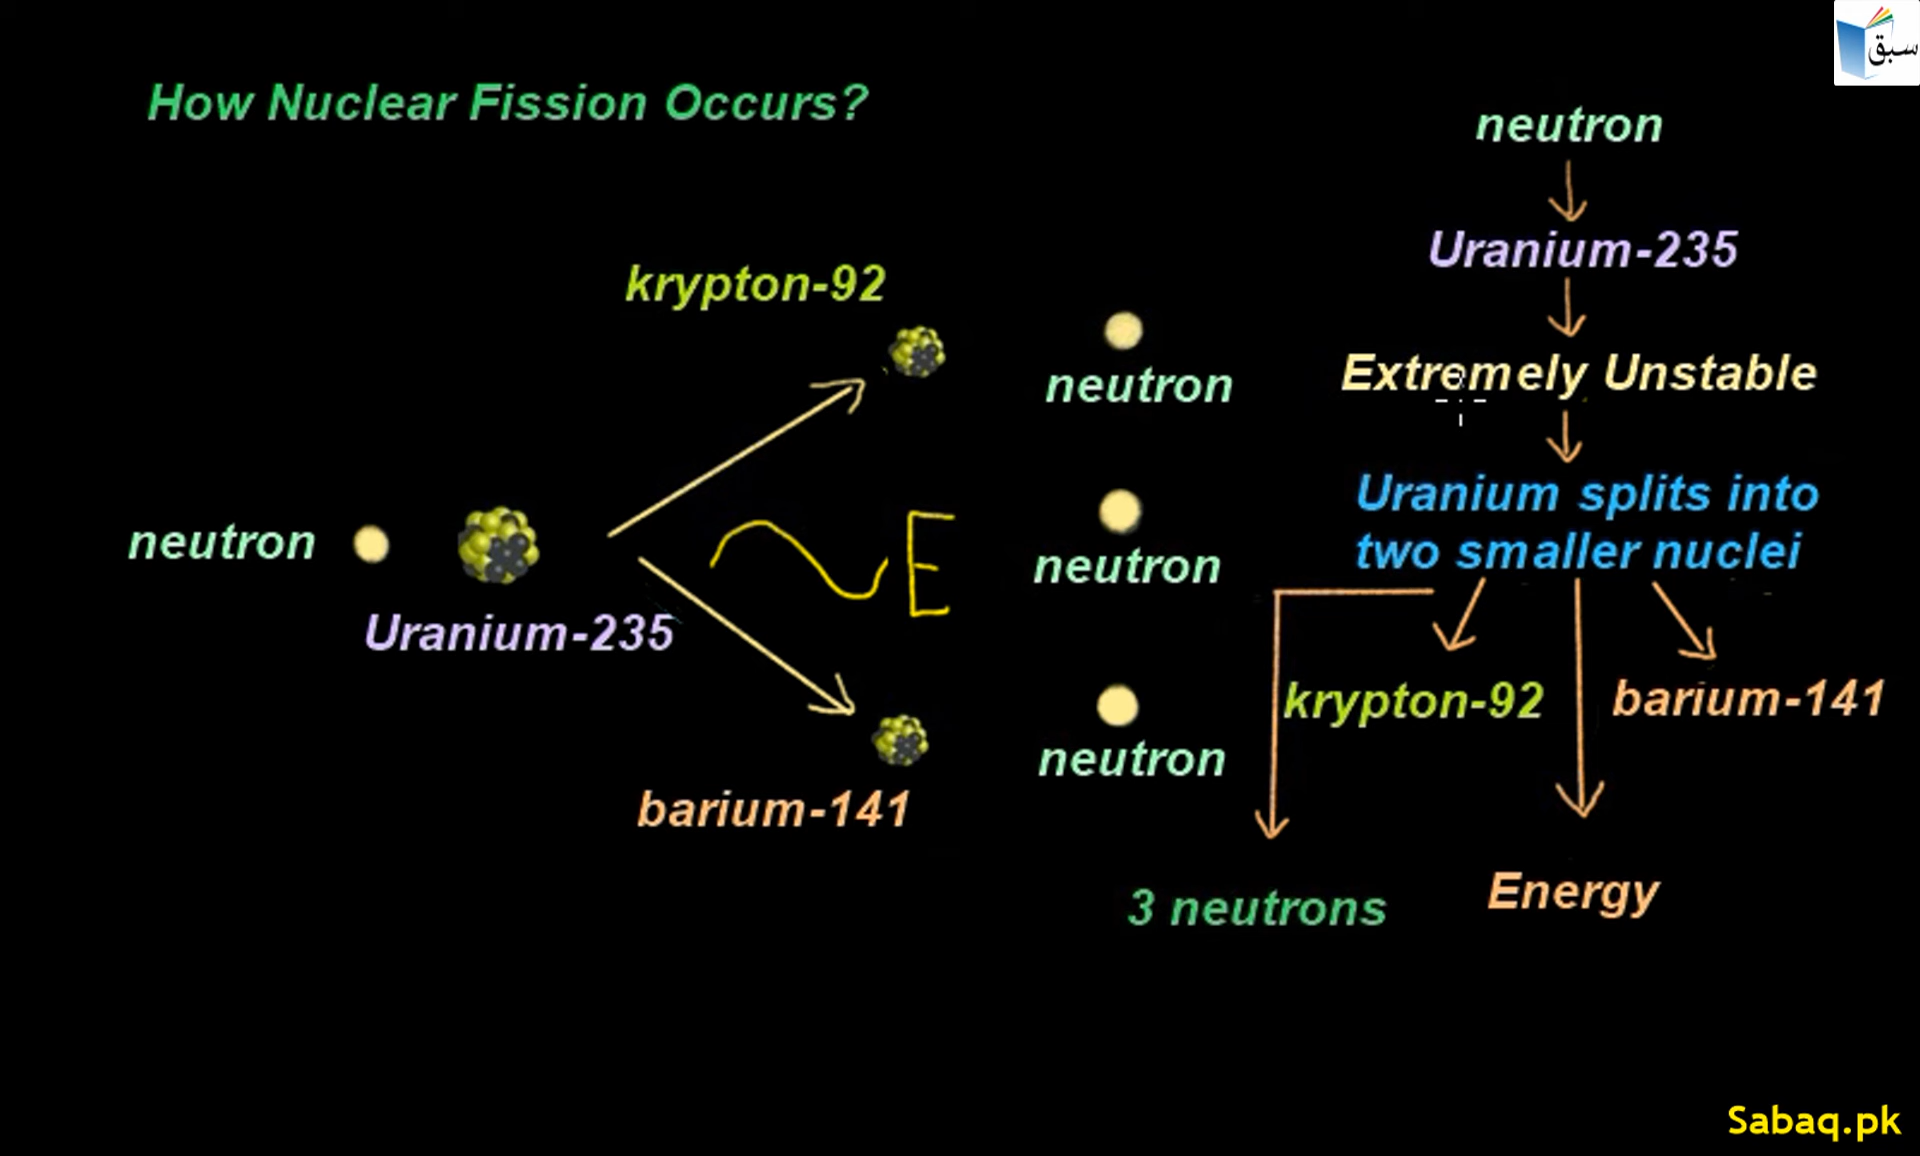 سبق
How Nuclear Fission Occurs?
neutron
Uranium-235
krypton-92
neutron
Extremely Unstable
Uranium splits into
two smaller nuclei
neutron
E
neutron
Uranium-235
krypton-92
barium-141
neutron
barium-141
3 neutrons
Energy
Sabaq.pk